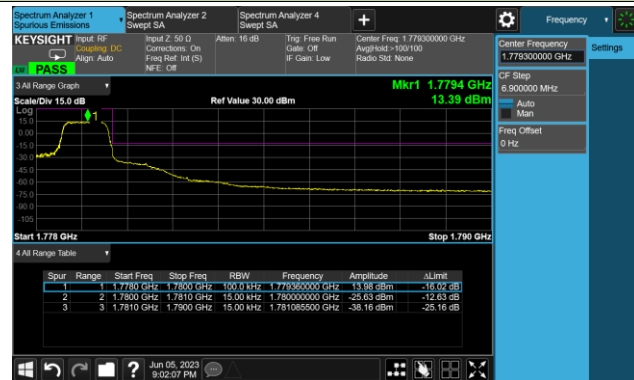 Spectrum Analyzer 1
Spurious Emissions
Spectrum Analyzer 2
Swept SA
Spectrum Analyzer 4
Swept SA
+
Frequency
KEYSIGHT
Input: RF
Coupling: DC
Align: Auto
Input Z: 50 Ω
Corrections: On
Freq Ref: Int (S)
NFE: Off
Atten: 16 dB
Trig: Free Run
Gate: Off
IF Gain: Low
Center Freq: 1.779300000 GHz
Avg|Hold:>100/100
Radio Std: None
PASS
Center Frequency
1.779300000 GHz
Settings
CF Step
6.900000 MHz
Auto
Man
Freq Offset
0 Hz
3 All Range Graph
Mkr1 1.7794 GHz
Scale/Div 15.0 dB
Ref Value 30.00 dBm
13.39 dBm
Log
1
15.0
0.00
-15.0
-30.0
-45.0
-60.0
-75.0
-90.0
-105
Start 1.778 GHz
Stop 1.790 GHz
4 All Range Table
Spur Range Start Freq Stop Freq RBW Frequency Amplitude ΔLimit
1 1 1.7780 GHz 1.7800 GHz 100.0 kHz 1.779360000 GHz 13.98 dBm -16.02 dB
2 2 1.7800 GHz 1.7810 GHz 15.00 kHz 1.780000000 GHz -25.63 dBm -12.63 dB
3 3 1.7810 GHz 1.7900 GHz 15.00 kHz 1.781085500 GHz -38.16 dBm -25.16 dB
?
Jun 05, 2023
9:02:07 PM